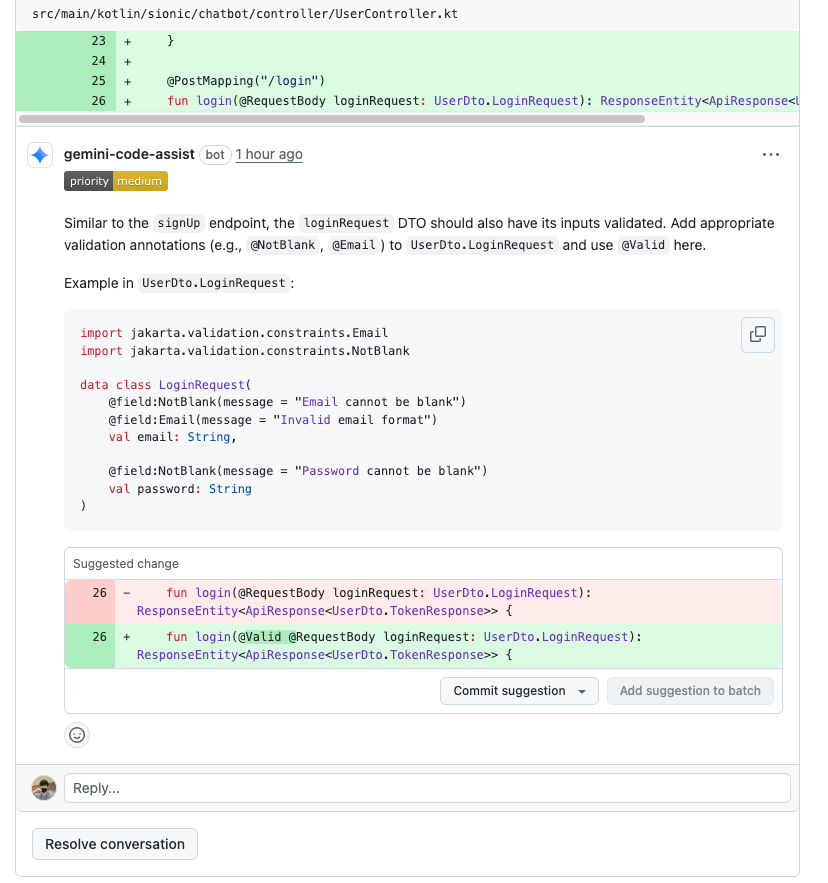 src/main/kotlin/sionic/chatbot/controller/UserController.kt
23 + }
24 +
25 + @PostMapping("/login")
26 + fun login(@RequestBody loginRequest: UserDto.LoginRequest): ResponseEntity<ApiResponse<
gemini-code-assist bot 1 hour ago ...
priority medium
Similar to the signUp endpoint, the loginRequest DTO should also have its inputs validated. Add appropriate
validation annotations (e.g., @NotBlank , @Email ) to UserDto.LoginRequest and use @Valid here.
Example in UserDto.LoginRequest :
import jakarta.validation.constraints.Email
import jakarta.validation.constraints.NotBlank
data class LoginRequest(
@field:NotBlank(message = "Email cannot be blank")
@field:Email(message = "Invalid email format")
val email: String,
@field:NotBlank(message = "Password cannot be blank")
val password: String
)
Suggested change
26 - fun login(@RequestBody loginRequest: UserDto.LoginRequest):
ResponseEntity<ApiResponse<UserDto.TokenResponse>> {
26 + fun login(@Valid @RequestBody loginRequest: UserDto.LoginRequest):
ResponseEntity<ApiResponse<UserDto.TokenResponse>> {
Commit suggestion
Add suggestion to batch
Reply...
Resolve conversation